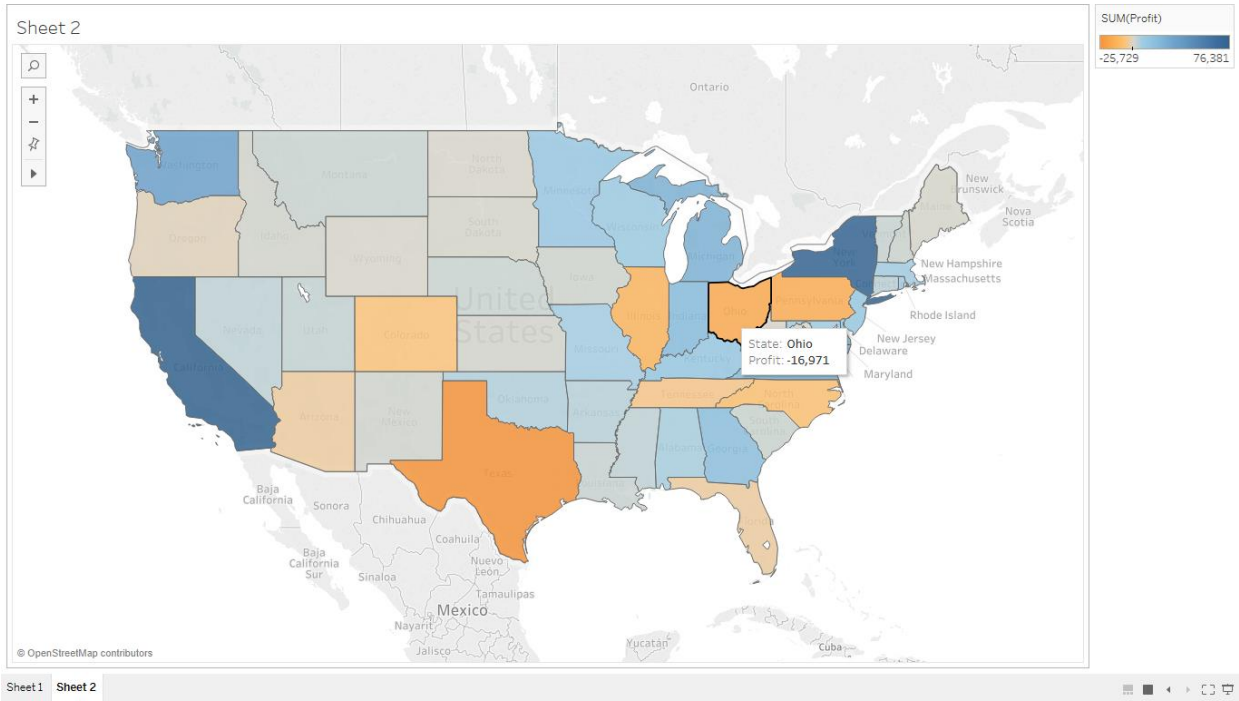 Sheet 2
SUM(Profit)
-25,729
76,381
Ontario
Washington
Montana
North
Dakota
Minnesota
New
Brunswick
Maine
Nova
Scotia
Oregon
Idaho
South
Dakota
Wisconsin
Michigan
New
York
Wyoming
New Hampshire
Massachusetts
Iowa
United
States
Nevada
Utah
Colorado
Illinois
Indiana
Ohio
Pennsylvania
Rhode Island
New Jersey
Delaware
Maryland
State: Ohio
Profit: -16,971
California
Missouri
Kentucky
Arizona
New
Mexico
Oklahoma
Arkansas
Tennessee
North
Carolina
South
Carolina
Alabama
Georgia
Texas
Louisiana
Florida
Baja
California
Sonora
Chihuahua
Coahuila
Baja
California
Sur
Sinaloa
Nuevo
León
Tamaulipas
Mexico
Nayarit
Jalisco
Yucatán
Cuba
© OpenStreetMap contributors
Sheet 1
Sheet 2